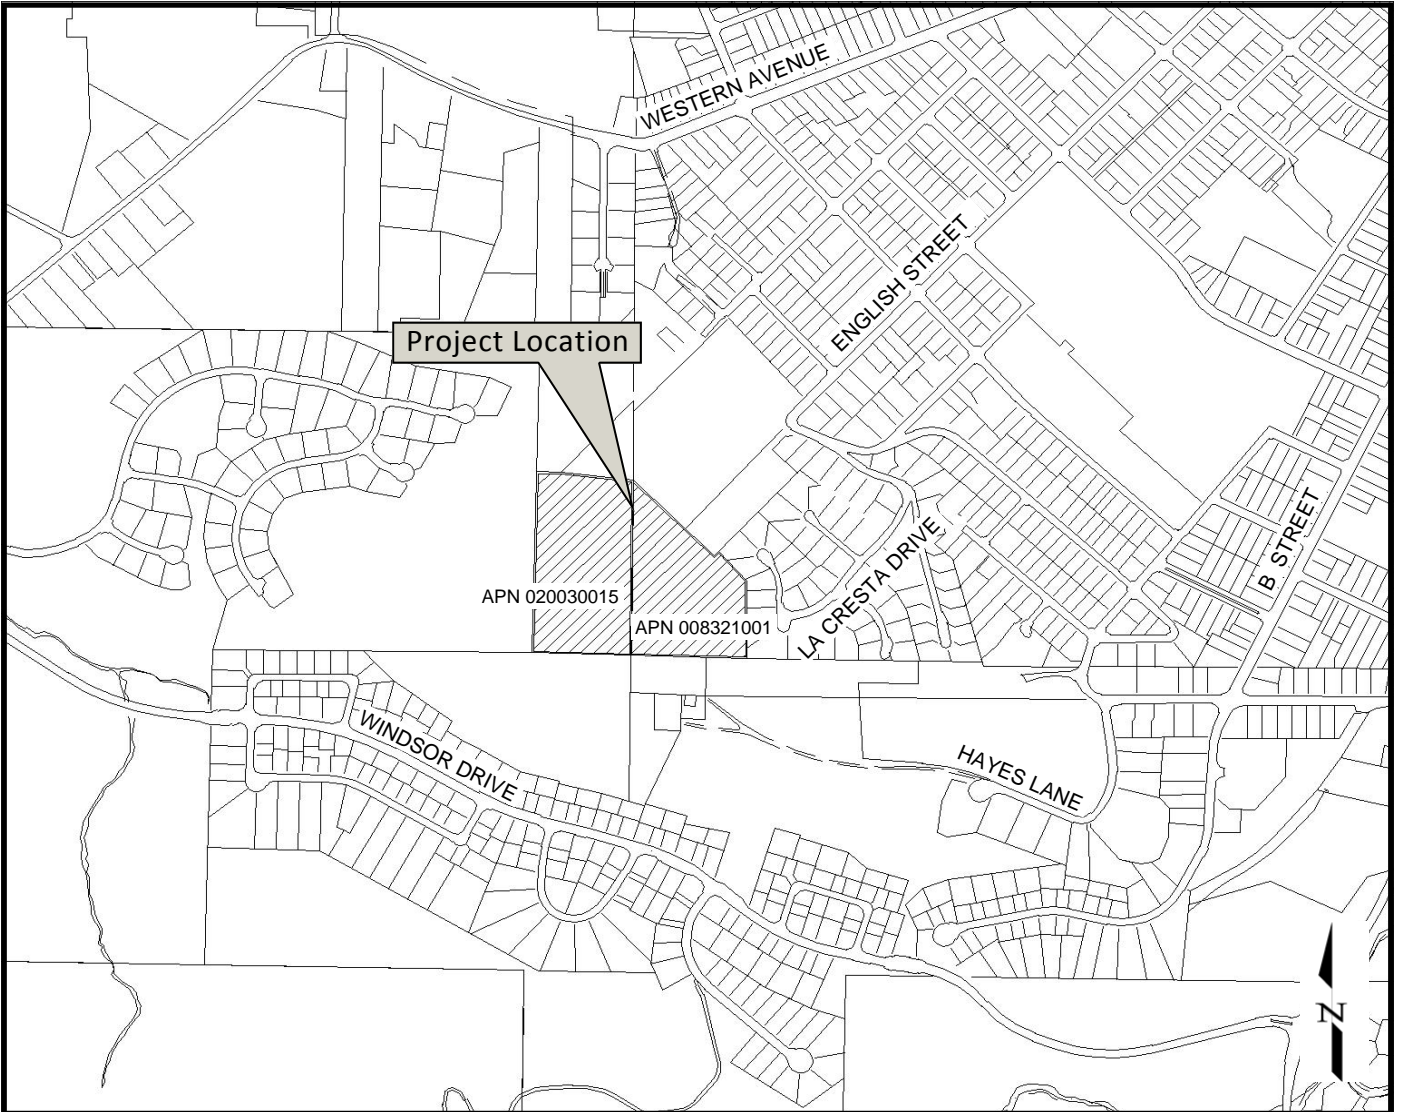 WESTERN AVENUE
ENGLISH STREET
Project Location
B STREET
LA CRESTA DRIVE
APN 020030015
APN 008321001
WINDSOR DRIVE
HAYES LANE
N